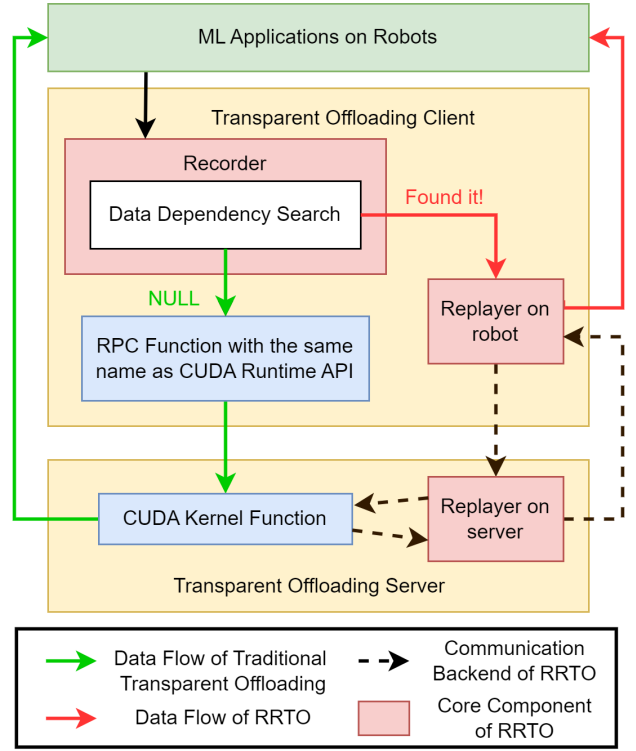 ML Applications on Robots
Transparent Offloading Client
Recorder
Data Dependency Search
Found it!
NULL
Replayer on
robot
RPC Function with the same
name as CUDA Runtime API
CUDA Kernel Function
Replayer on
server
Transparent Offloading Server
Data Flow of Traditional
Transparent Offloading
Communication
Backend of RRTO
Data Flow of RRTO
Core Component
of RRTO